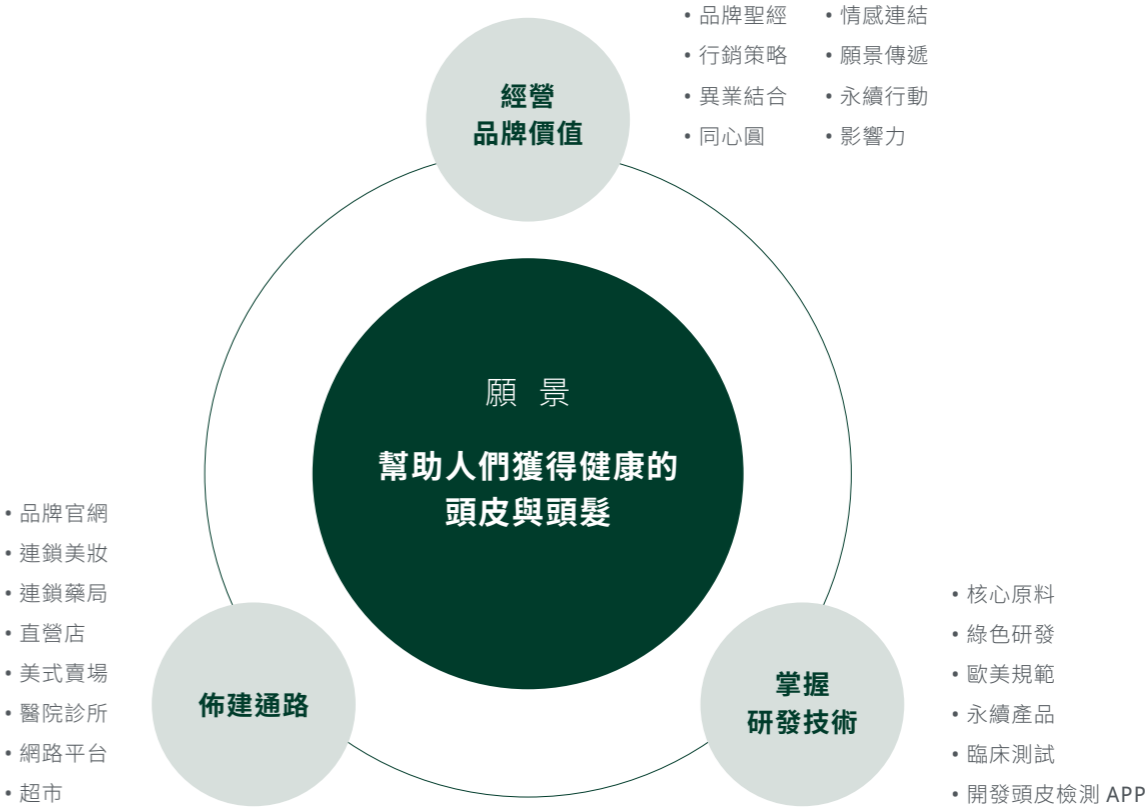 • 品牌聖經
• 情感連結
• 行銷策略
• 願景傳遞
• 異業結合
• 永續行動
• 同心圓
• 影響力
經營
品牌價值
願 景
幫助人們獲得健康的
頭皮與頭髮
• 品牌官網
• 連鎖美妝
• 連鎖藥局
• 直營店
• 美式賣場
• 醫院診所
• 網路平台
• 超市
佈建通路
掌握
研發技術
• 核心原料
• 綠色研發
• 歐美規範
• 永續產品
• 臨床測試
• 開發頭皮檢測 APP